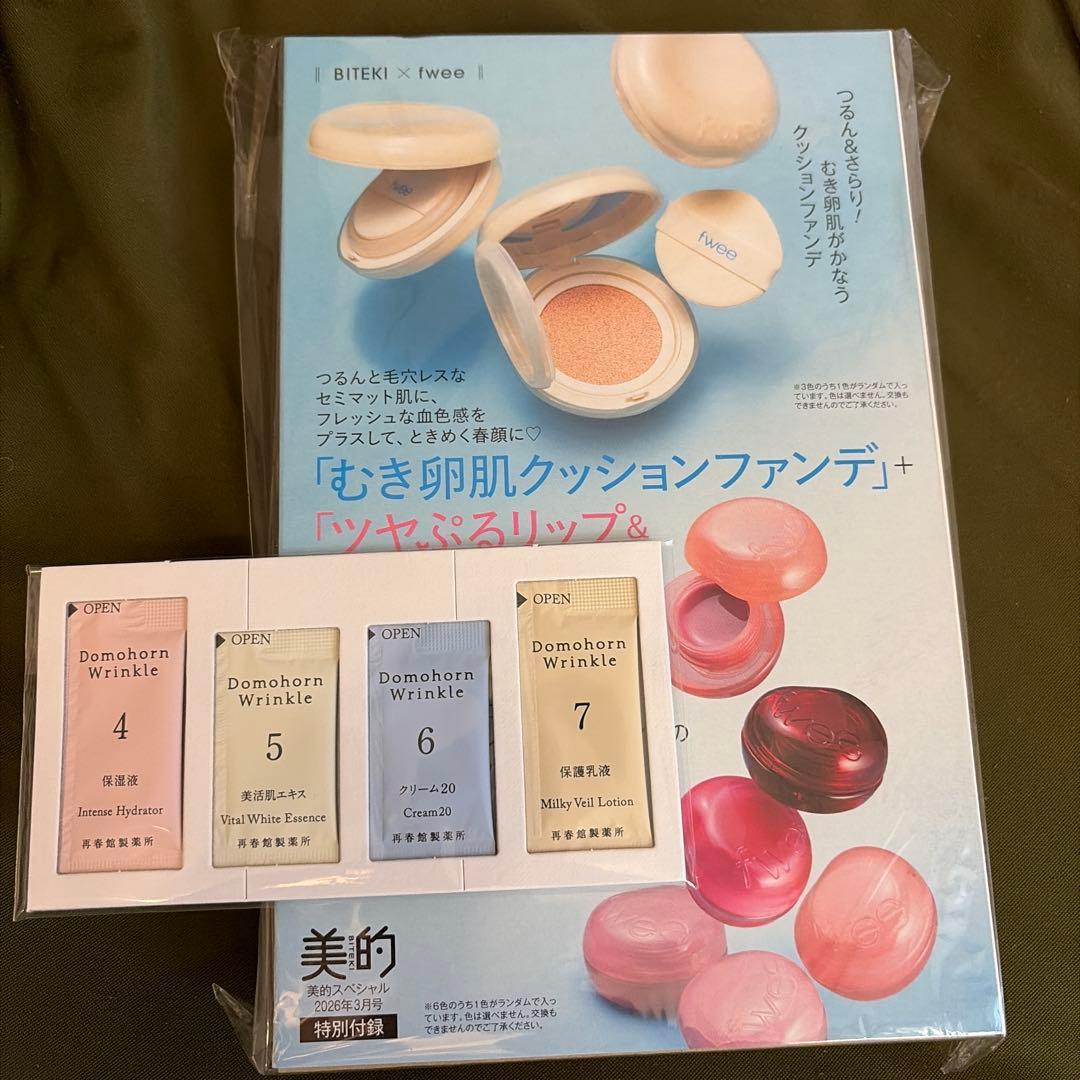 BITEKI × fwee
つるん&さらり!
むき卵肌がかなう
クッションファンデ
fwee
fwee
※3色のうち1色がランダムで入っ
ています。色は選べません。交換も
できませんのでご了承ください。
つるんと毛穴レスな
セミマット肌に、
フレッシュな血色感を
プラスして、ときめく春顔に♡
「むき卵肌クッションファンデ」+
「ツヤぷるリップ&
の
fwee
fwee
fwee
fwee
fwee
fwee
OPEN
Domohorn
Wrinkle
4
保湿液
Intense Hydrator
再春館製薬所
OPEN
Domohorn
Wrinkle
5
美活肌エキス
Vital White Essence
再春館製薬所
OPEN
Domohorn
Wrinkle
6
クリーム20
Cream20
再春館製薬所
OPEN
Domohorn
Wrinkle
7
保護乳液
Milky Veil Lotion
再春館製薬所
美的
BITEKI
美的スペシャル
2026年3月号
特別付録
※6色のうち1色がランダムで入っ
ています。色は選べません。交換も
できませんのでご了承ください。